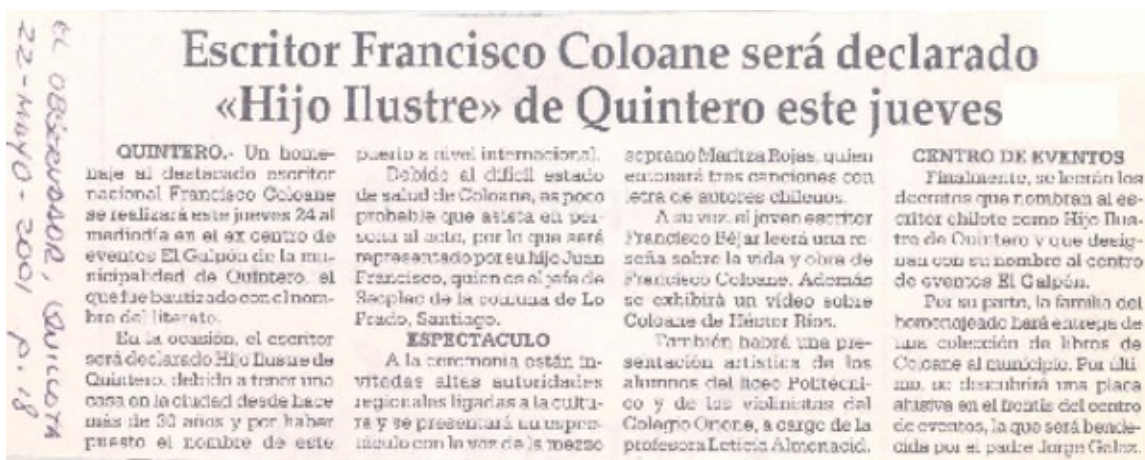 EL OBSERVADOR, QUILLOTA
22-MAYO-2001 P. 18
Escritor Francisco Coloane será declarado
«Hijo Ilustre» de Quintero este jueves
QUINTERO.- Un home-
naje al destacado escritor
nacional Francisco Coloane
se realizará este jueves 24 al
mediodía en el ex centro de
eventos El Galpón de la mu-
nicipalidad de Quintero, el
que fue bautizado con el nom-
bre del literato.
En la ocasión, el escritor
será declarado Hijo Ilustre de
Quintero, debido a tener una
casa en la ciudad desde hace
más de 30 años y por haber
puesto el nombre de este
puerto a nivel internacional.
Debido al difícil estado
de salud de Coloane, es poco
probable que asista en per-
sona al acto, por lo que será
representado por su hijo Juan
Francisco, quien es el jefe de
Secplac de la comuna de Lo
Prado, Santiago.
ESPECTACULO
A la ceremonia están in-
vitadas altas autoridades
regionales ligadas a la cultu-
ra y se presentará un espec-
táculo con la voz de la mezzo
soprano Maritza Rojas, quien
entonará tres canciones con
letra de autores chilenos.
A su vez, el joven escritor
Francisco Béjar leerá una re-
seña sobre la vida y obra de
Francisco Coloane. Además
se exhibirá un vídeo sobre
Coloane de Héctor Ríos.
También habrá una pre-
sentación artística de los
alumnos del liceo Politécni-
co y de las violinistas del
Colegio Orione, a cargo de la
profesora Leticia Almonacid.
CENTRO DE EVENTOS
Finalmente, se leerán los
decretos que nombran al es-
critor chilote como Hijo Ilus-
tre de Quintero y que desig-
nan con su nombre al centro
de eventos El Galpón.
Por su parte, la familia del
homenajeado hará entrega de
una colección de libros de
Coloane al municipio. Por últi-
mo, se descubrirá una placa
alusiva en el frontis del centro
de eventos, la que será bende-
cida por el padre Jorge